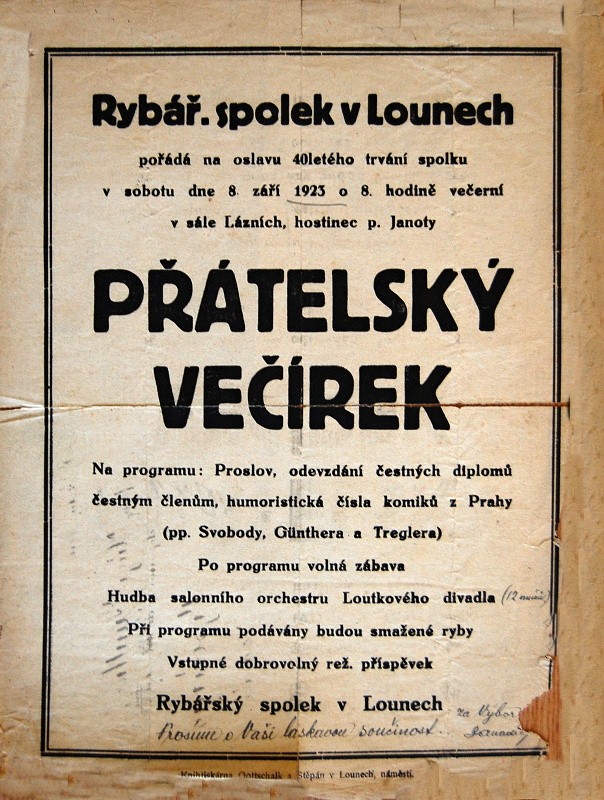 Rybář. spolek v Lounech
pořádá na oslavu 40letého trvání spolku
v sobotu dne 8. září 1923 o 8. hodině večerní
v sále Lázních, hostinec p. Janoty
PŘÁTELSKÝ
VEČÍREK
Na programu: Proslov, odevzdání čestných diplomů
čestným členům, humoristická čísla komiků z Prahy
(pp. Svobody, Günthera a Treglera)
Po programu volná zábava
Hudba salonního orchestru Loutkového divadla (12
Při programu podávány budou smažené ryby
Vstupné dobrovolný rež. příspěvek
Rybářský spolek v Lounech
Prosíme o Vaši laskavou součinost..
za Výbor
Knihtiskárna Gottschalk a Štěpán v Lounech, náměstí.